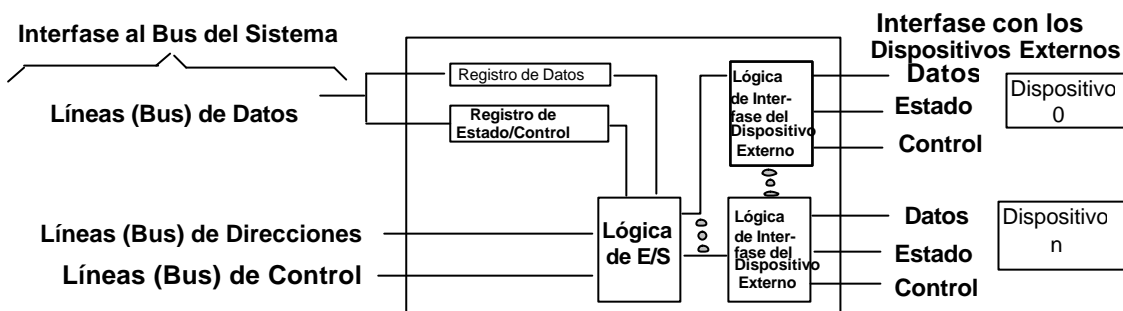 Interfase al Bus del Sistema
Líneas (Bus) de Datos
Líneas (Bus) de Direcciones
Líneas (Bus) de Control
Registro de Datos
Registro de
Estado/Control
Lógica
de E/S
Lógica
de Inter-
fase del
Dispositivo
Externo
Lógica
de Inter-
fase del
Dispositivo
Externo
Interfase con los
Dispositivos Externos
Datos
Estado
Control
Dispositivo
0
Datos
Estado
Control
Dispositivo
n